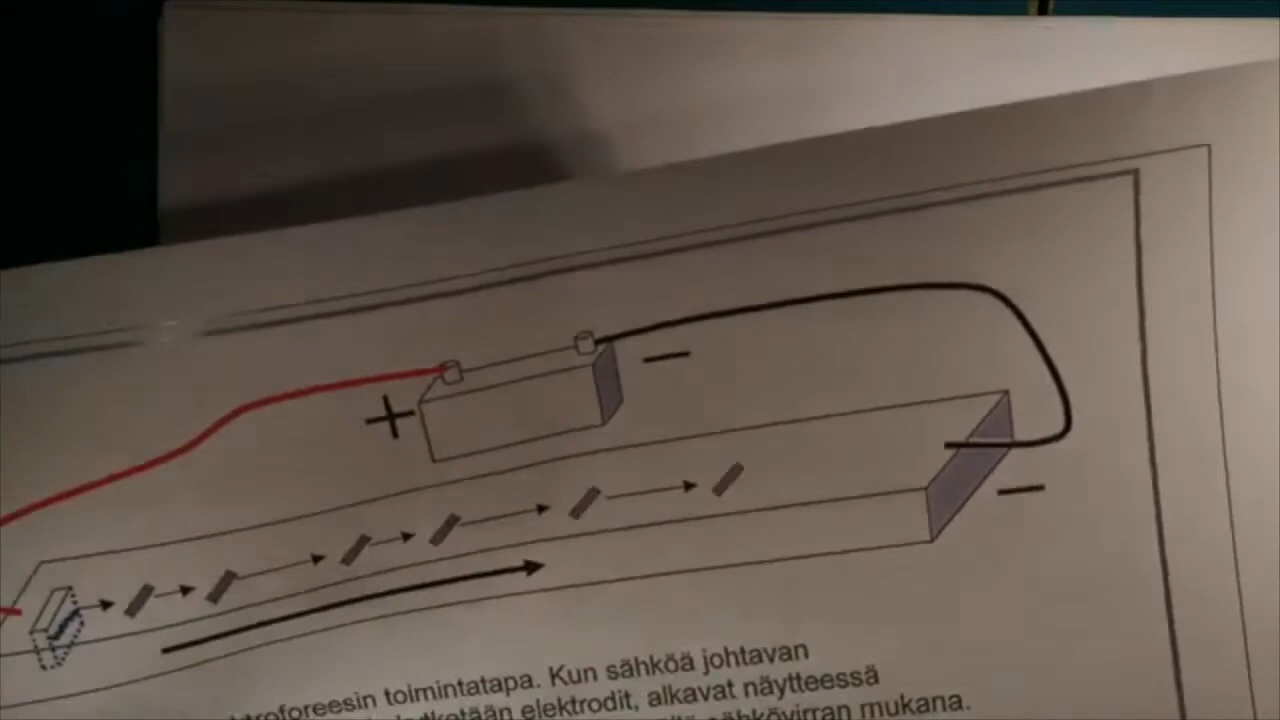 +
−
−
troforeesin toimintatapa. Kun sähköä johtavan
elektrodit, alkavat näytteessä
sähkövirran mukana.